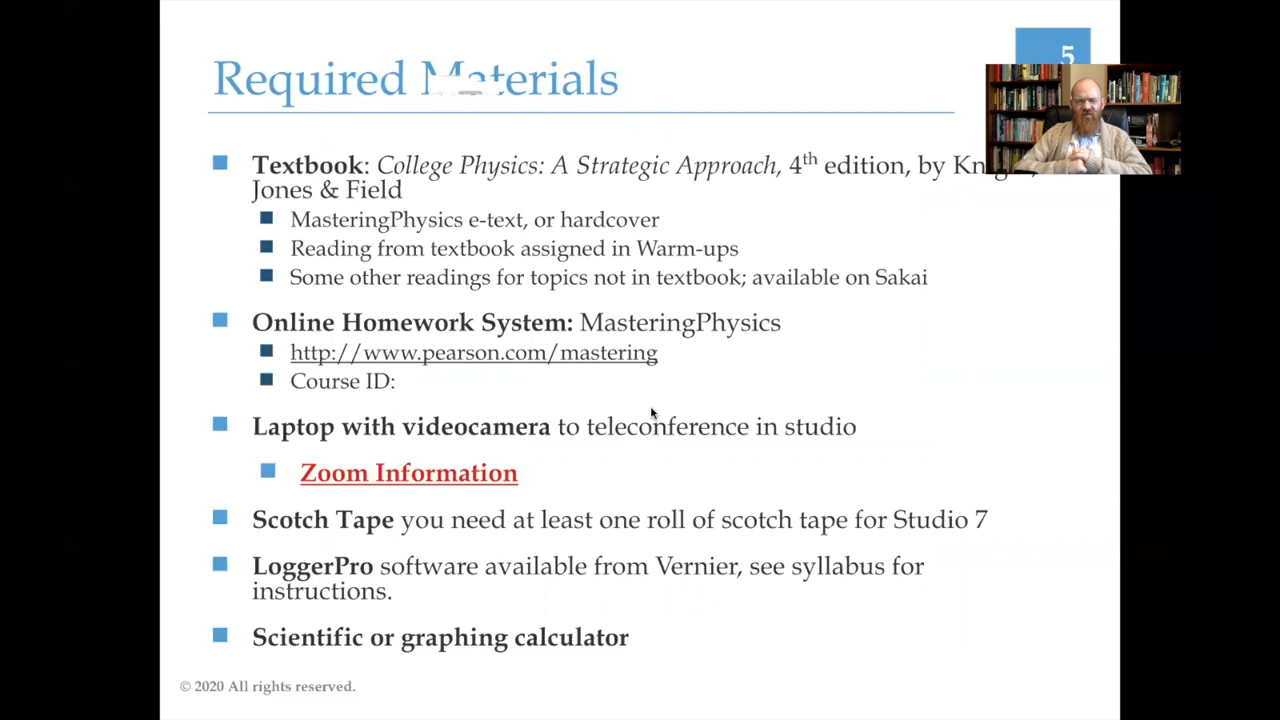 5
Required Materials
Textbook: College Physics: A Strategic Approach, 4th edition, by
Jones & Field
MasteringPhysics e-text, or hardcover
Reading from textbook assigned in Warm-ups
Some other readings for topics not in textbook; available on Sakai
Online Homework System: MasteringPhysics
http://www.pearson.com/mastering
Course ID:
Laptop with videocamera to teleconference in studio
Zoom Information
Scotch Tape you need at least one roll of scotch tape for Studio 7
LoggerPro software available from Vernier, see syllabus for
instructions.
Scientific or graphing calculator
© 2020 All rights reserved.